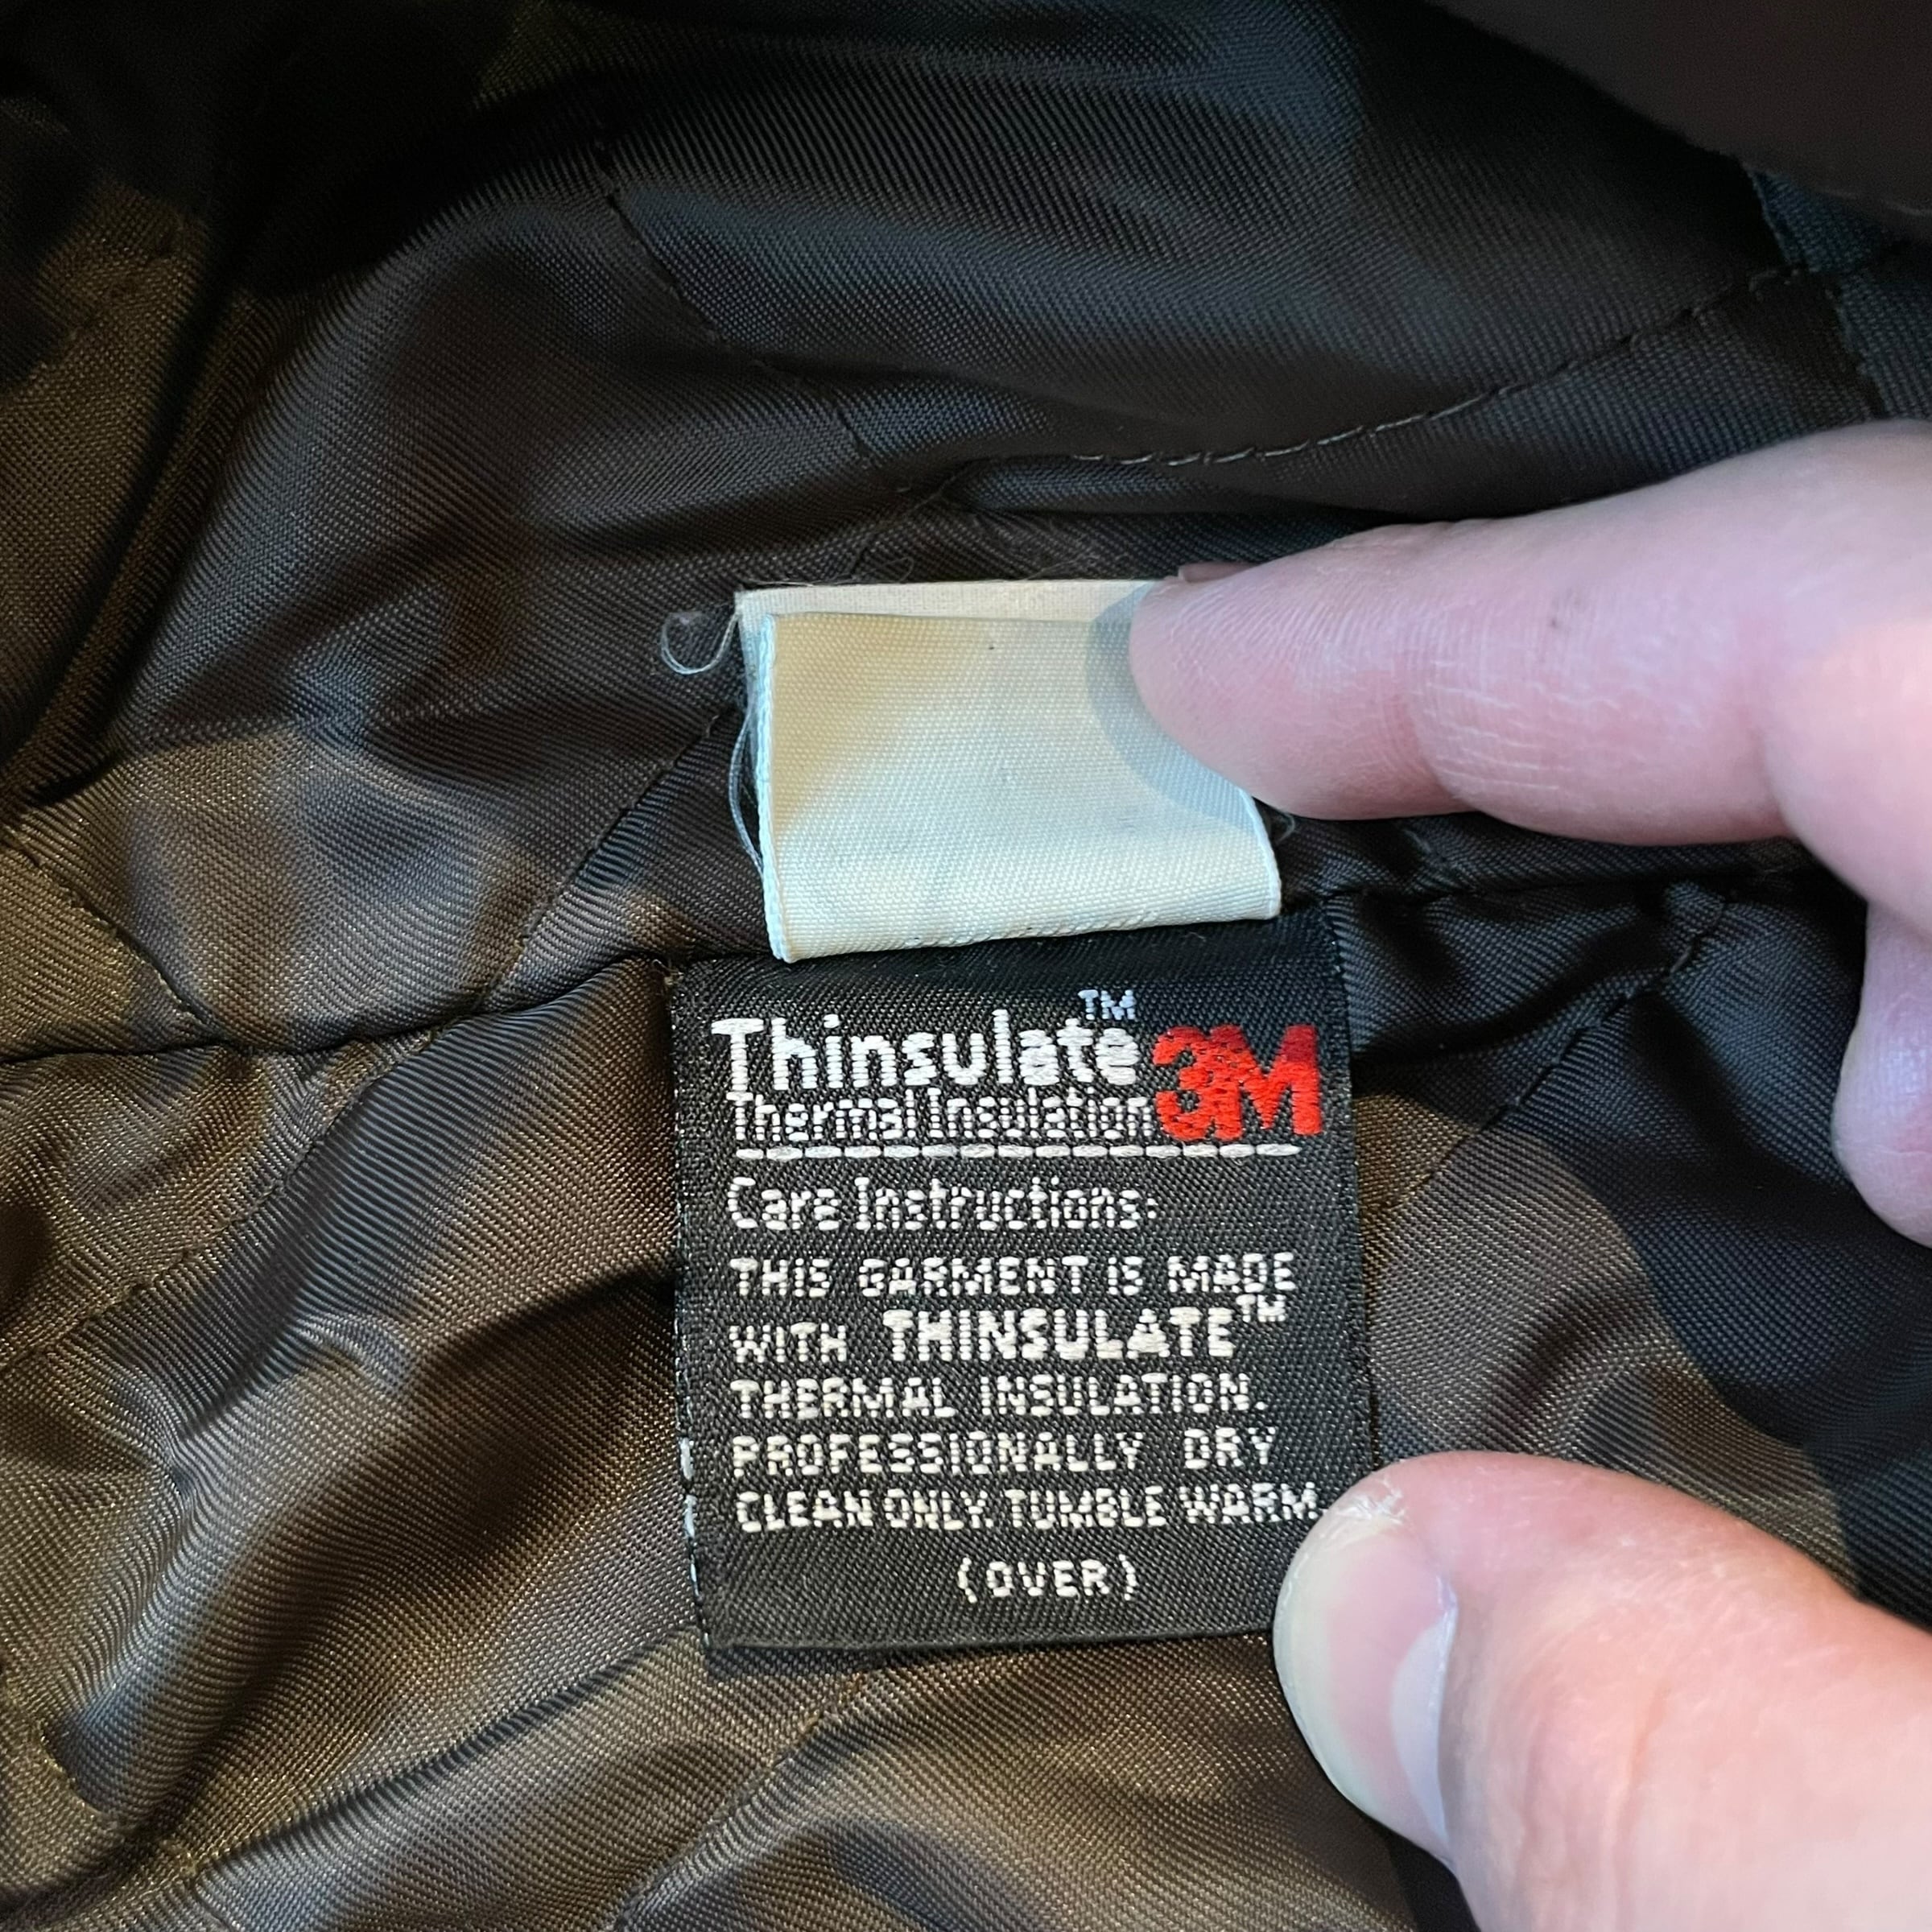 Thinsulate™ 3M
Thermal Insulation
Care Instructions:
THIS GARMENT IS MADE
WITH THINSULATE™
THERMAL INSULATION.
PROFESSIONALLY DRY
CLEAN ONLY. TUMBLE WARM.
(OVER)